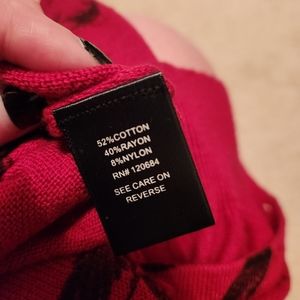 52%COTTON
40%RAYON
8%NYLON
RN# 120684
SEE CARE ON
REVERSE